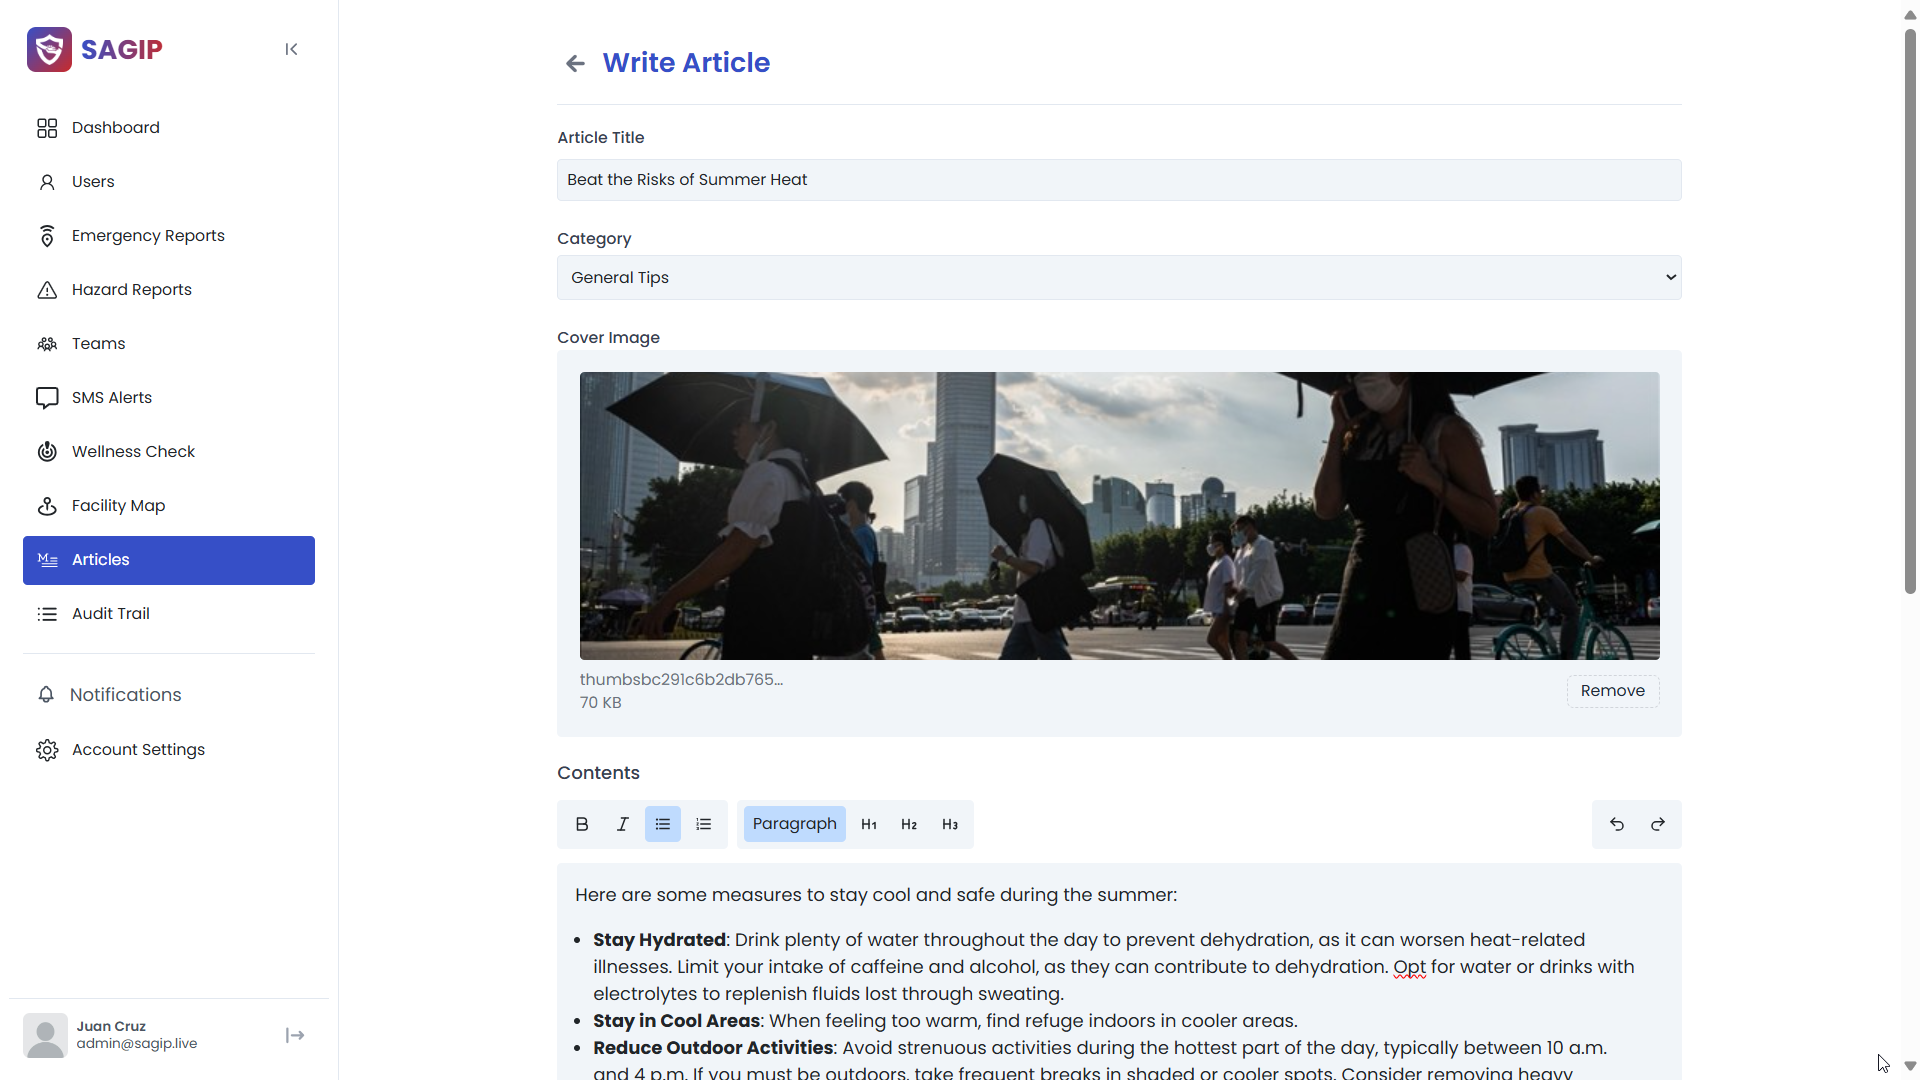 SAGIP
Dashboard
Users
Emergency Reports
Hazard Reports
Teams
SMS Alerts
Wellness Check
Facility Map
Articles
Audit Trail
Notifications
Account Settings
Juan Cruz
admin@sagip.live
Write Article
Article Title
Beat the Risks of Summer Heat
Category
General Tips
Cover Image
thumbsbc291c6b2db765...
70 KB
Remove
Contents
B I Paragraph H1 H2 H3
Here are some measures to stay cool and safe during the summer:
• Stay Hydrated: Drink plenty of water throughout the day to prevent dehydration, as it can worsen heat-related
illnesses. Limit your intake of caffeine and alcohol, as they can contribute to dehydration. Opt for water or drinks with
electrolytes to replenish fluids lost through sweating.
• Stay in Cool Areas: When feeling too warm, find refuge indoors in cooler areas.
• Reduce Outdoor Activities: Avoid strenuous activities during the hottest part of the day, typically between 10 a.m.
and 4 p.m. If you must be outdoors, take frequent breaks in shaded or cooler spots. Consider removing heavy